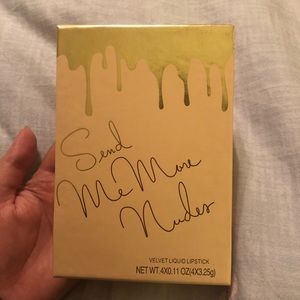 Send
Me More
Nudes
VELVET LIQUID LIPSTICK
NET WT.4X0.11 OZ(4X3.25g)